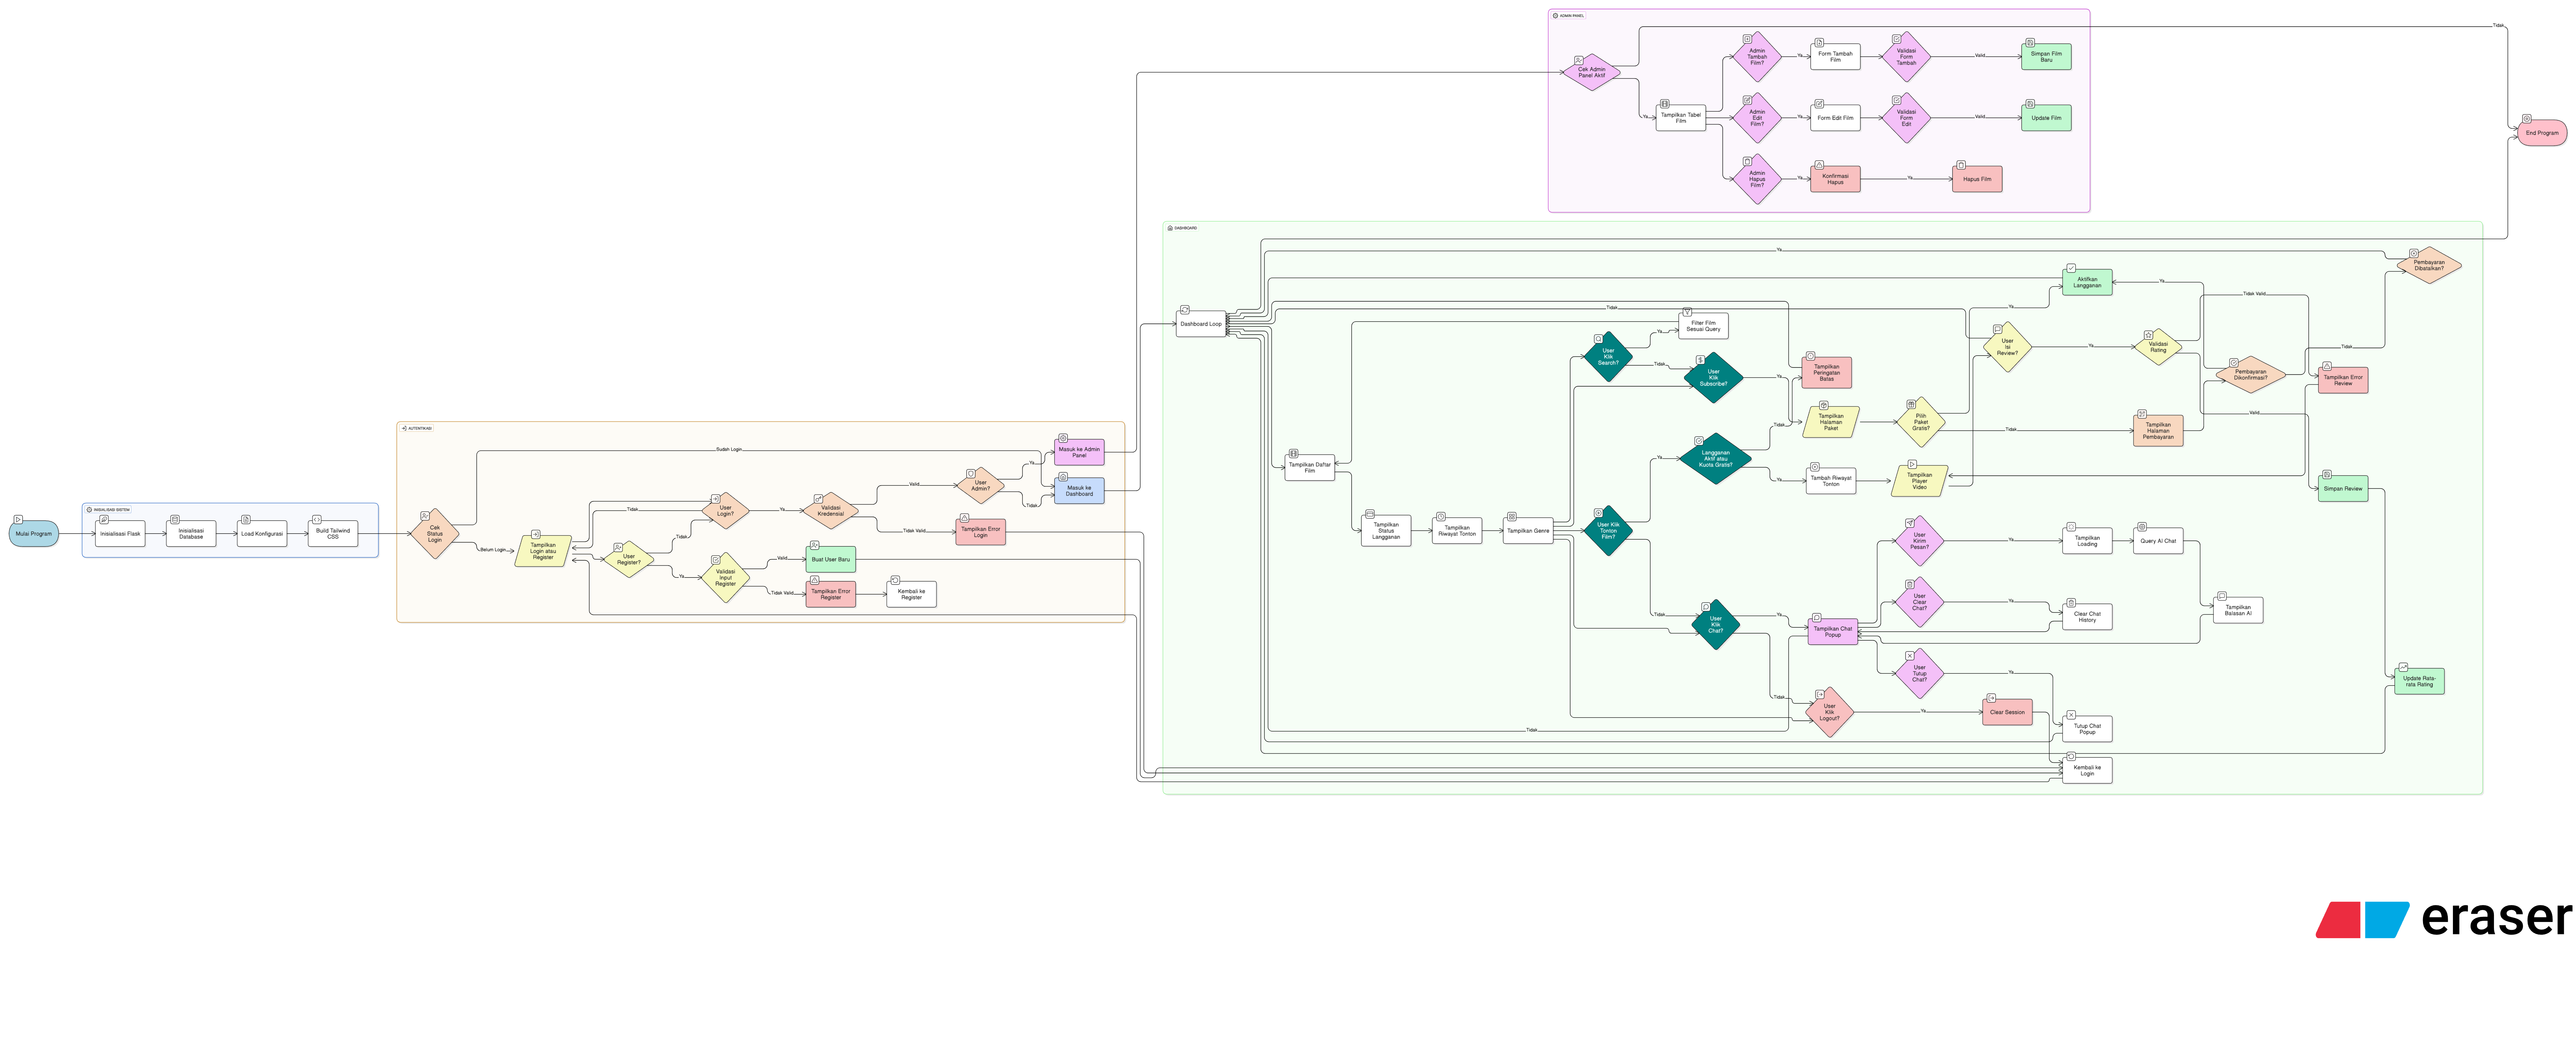 ADMIN PANEL
Tidak
Cek Admin
Panel Aktif
Ya
Tampilkan Tabel
Film
Admin
Tambah
Film?
Ya
Form Tambah
Film
Validasi
Form
Tambah
Valid
Simpan Film
Baru
Admin
Edit
Film?
Ya
Form Edit Film
Validasi
Form
Edit
Valid
Update Film
Admin
Hapus
Film?
Ya
Konfirmasi
Hapus
Ya
Hapus Film
End Program
Mulai Program
INISIALISASI SISTEM
Inisialisasi Flask
Inisialisasi
Database
Load Konfigurasi
Build Tailwind
CSS
AUTENTIKASI
Cek
Status
Login
Sudah Login
Belum Login
Tampilkan
Login atau
Register
Tidak
User
Register?
Tidak
Ya
User
Login?
Ya
Validasi
Kredensial
Valid
Tidak Valid
User
Admin?
Ya
Tidak
Masuk ke Admin
Panel
Masuk ke
Dashboard
Tampilkan Error
Login
Validasi
Input
Register
Valid
Tidak Valid
Buat User Baru
Tampilkan Error
Register
Kembali ke
Register
DASHBOARD
Dashboard Loop
Ya
Tidak
Tampilkan Daftar
Film
Tampilkan
Status
Langganan
Tampilkan
Riwayat Tonton
Tampilkan Genre
User
Klik
Search?
Ya
Tidak
Filter Film
Sesuai Query
User
Klik
Subscribe?
Ya
Tampilkan
Peringatan
Batas
Tampilkan
Halaman
Paket
Pilih
Paket
Gratis?
Ya
Tidak
Aktifkan
Langganan
Ya
User
Isi
Review?
Ya
Validasi
Rating
Tidak Valid
Valid
Tampilkan
Halaman
Pembayaran
Pembayaran
Dikonfirmasi?
Tidak
Pembayaran
Dibatalkan?
Tampilkan Error
Review
Simpan Review
Update Rata-
rata Rating
User Klik
Tonton
Film?
Ya
Tidak
Langganan
Aktif atau
Kuota Gratis?
Tidak
Ya
Tambah Riwayat
Tonton
Tampilkan
Player
Video
User
Klik
Chat?
Ya
Tidak
Tampilkan Chat
Popup
Tidak
User
Kirim
Pesan?
Ya
Tampilkan
Loading
Query AI Chat
Tampilkan
Balasan AI
User
Clear
Chat?
Ya
Clear Chat
History
User
Tutup
Chat?
Ya
Tutup Chat
Popup
User
Klik
Logout?
Ya
Clear Session
Kembali ke
Login
eraser